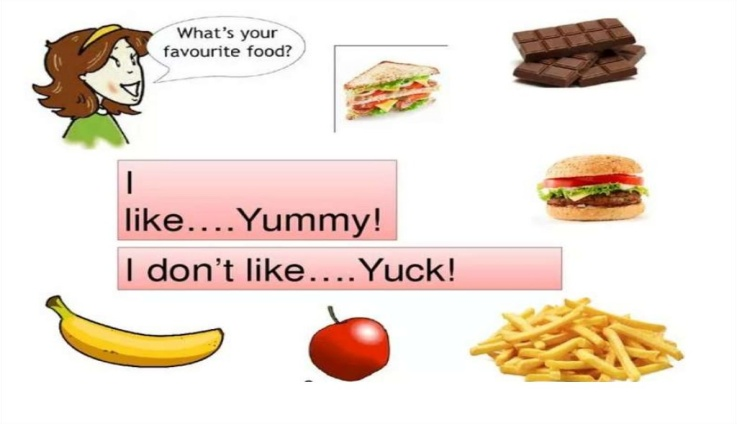 What's your
favourite food?
I
like....Yummy!
I don't like....Yuck!